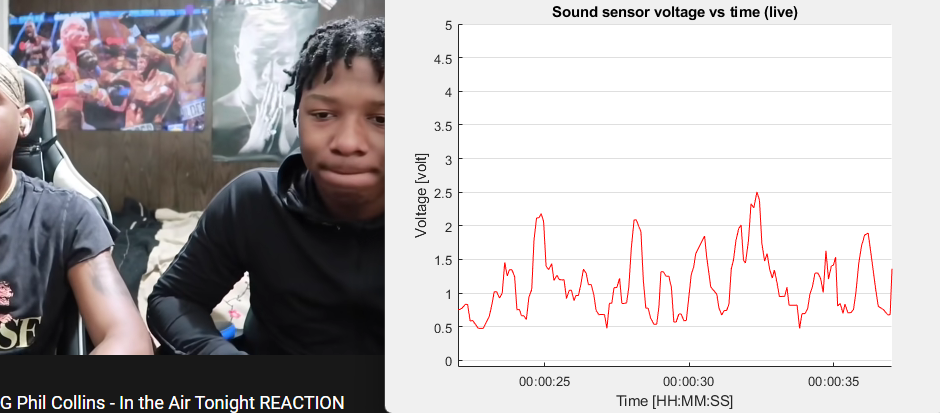 SE
G Phil Collins - In the Air Tonight REACTION
Sound sensor voltage vs time (live)
Voltage [volt]
5
4.5
4
3.5
3
2.5
2
1.5
1
0.5
0
00:00:25
00:00:30
00:00:35
Time [HH:MM:SS]